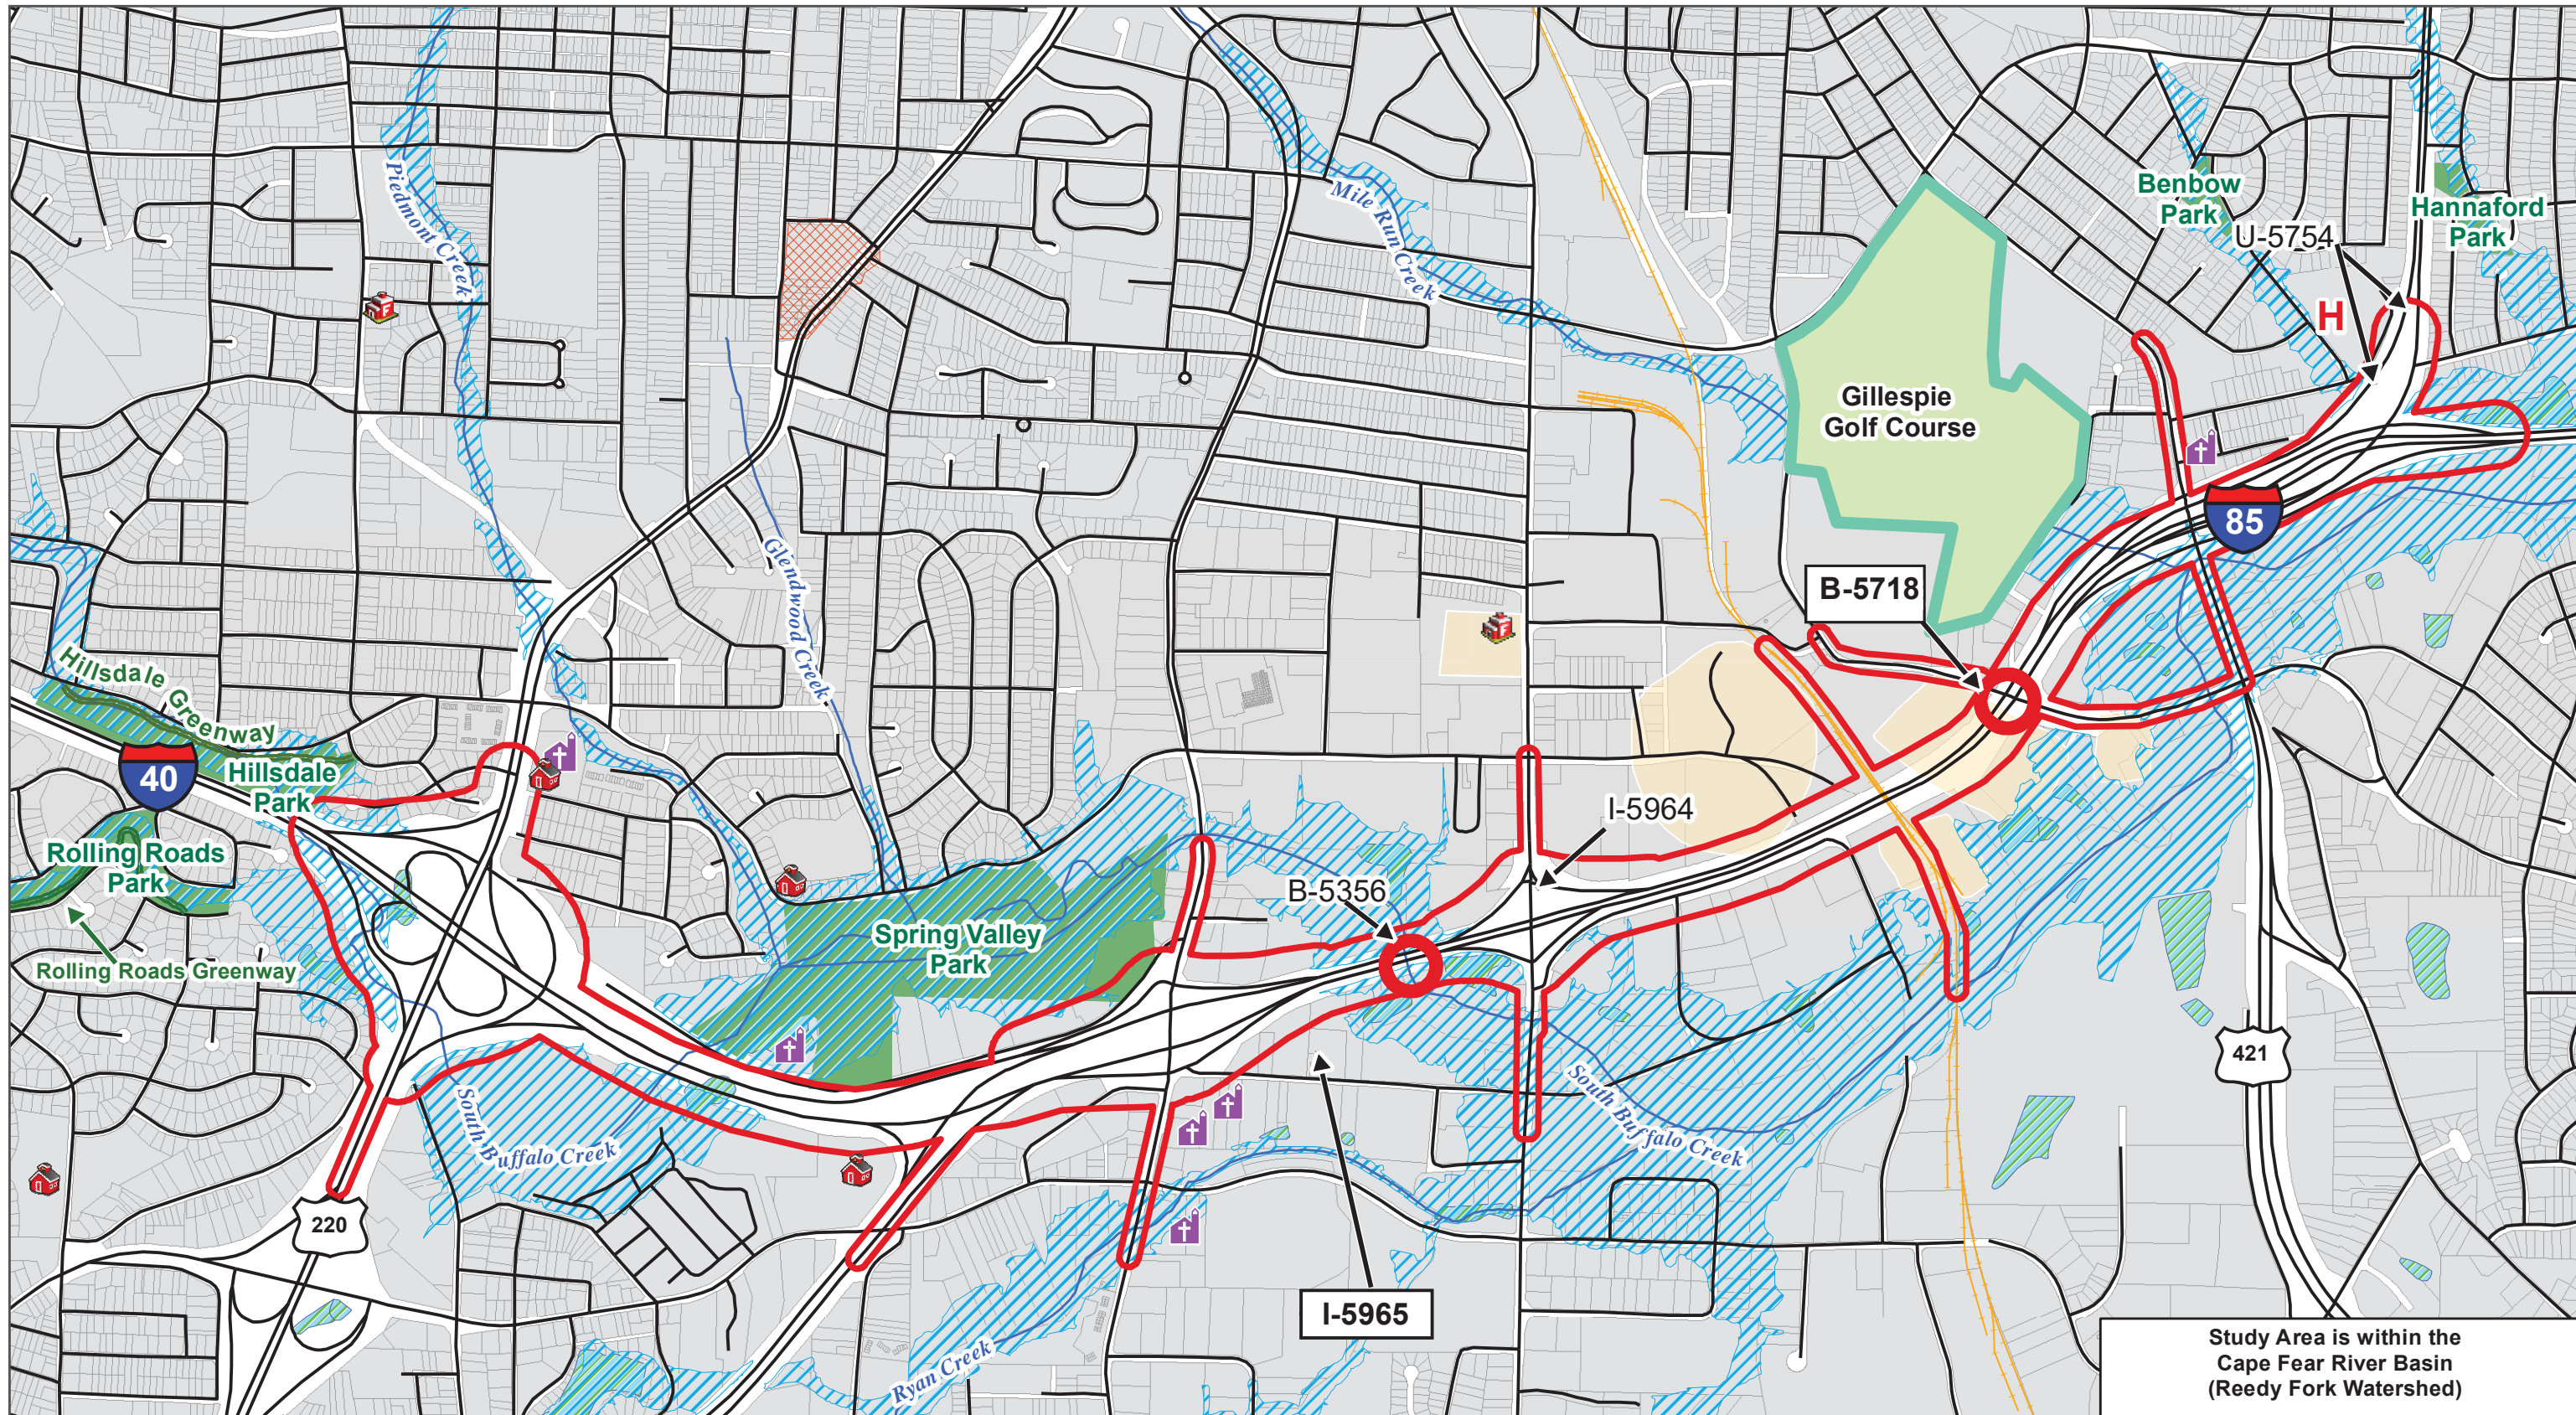 Piedmont Creek
Mile Run Creek
Benbow
Park
Hannaford
Park
U-5754
H
F
Gillespie
Golf Course
85
Glendwood Creek
B-5718
F
Hillsdale Greenway
40
Hillsdale
Park
I-5964
Rolling Roads
Park
B-5356
Spring Valley
Park
Rolling Roads Greenway
421
South Buffalo Creek
South Buffalo Creek
220
I-5965
Ryan Creek
Study Area is within the
Cape Fear River Basin
(Reedy Fork Watershed)